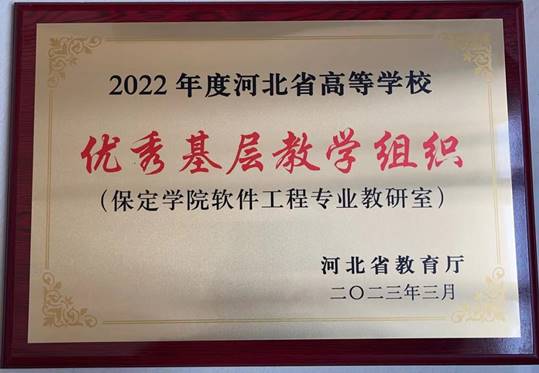 2022年度河北省高等学校
优秀基层教学组织
（保定学院软件工程专业教研室）
河北省教育厅
二〇二三年三月